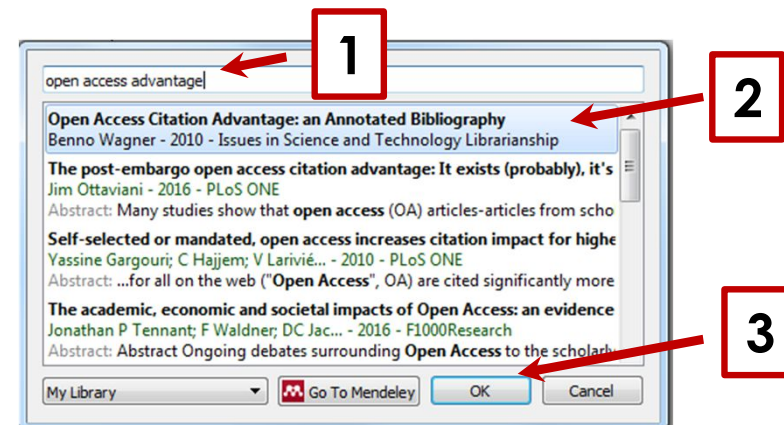 1
open access advantage
2
Open Access Citation Advantage: an Annotated Bibliography
Benno Wagner - 2010 - Issues in Science and Technology Librarianship
The post-embargo open access citation advantage: It exists (probably), it's
Jim Ottaviani - 2016 - PLoS ONE
Abstract: Many studies show that open access (OA) articles-articles from scho
Self-selected or mandated, open access increases citation impact for highe
Yassine Gargouri; C Hajjem; V Larivié... - 2010 - PLoS ONE
Abstract: ...for all on the web ("Open Access", OA) are cited significantly more
The academic, economic and societal impacts of Open Access: an evidence
Jonathan P Tennant; F Waldner; DC Jac... - 2016 - F1000Research
Abstract: Abstract Ongoing debates surrounding Open Access to the scholarly
3
My Library Go To Mendeley OK Cancel